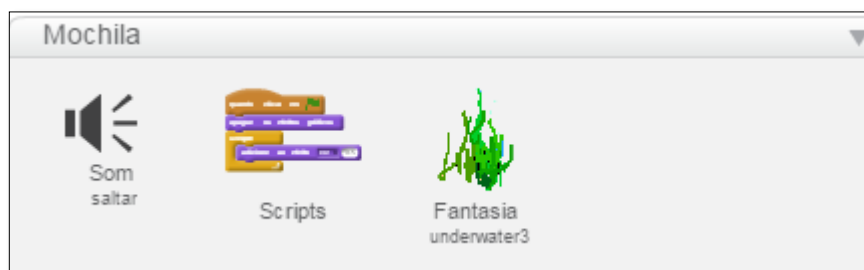 Mochila
Som
saltar
Scripts
Fantasia
underwater3